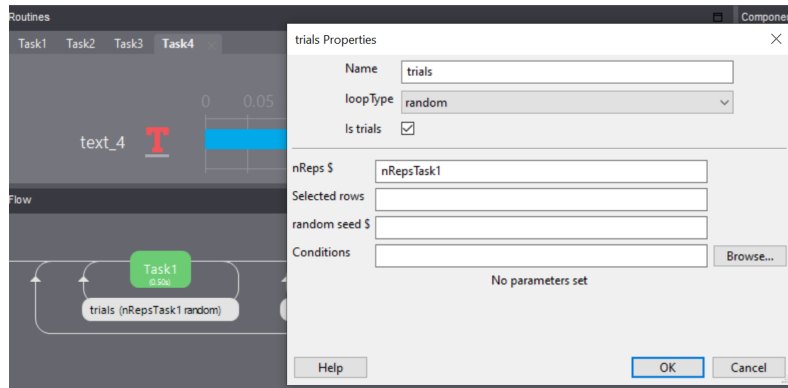 Routines
Compone
Task1 Task2 Task3 Task4
0 0.05
text_4 T
Flow
Task1
(0.50s)
trials (nRepsTask1 random)
trials Properties
Name trials
loopType random
Is trials
nReps $ nRepsTask1
Selected rows
random seed $
Conditions
Browse...
No parameters set
Help OK Cancel